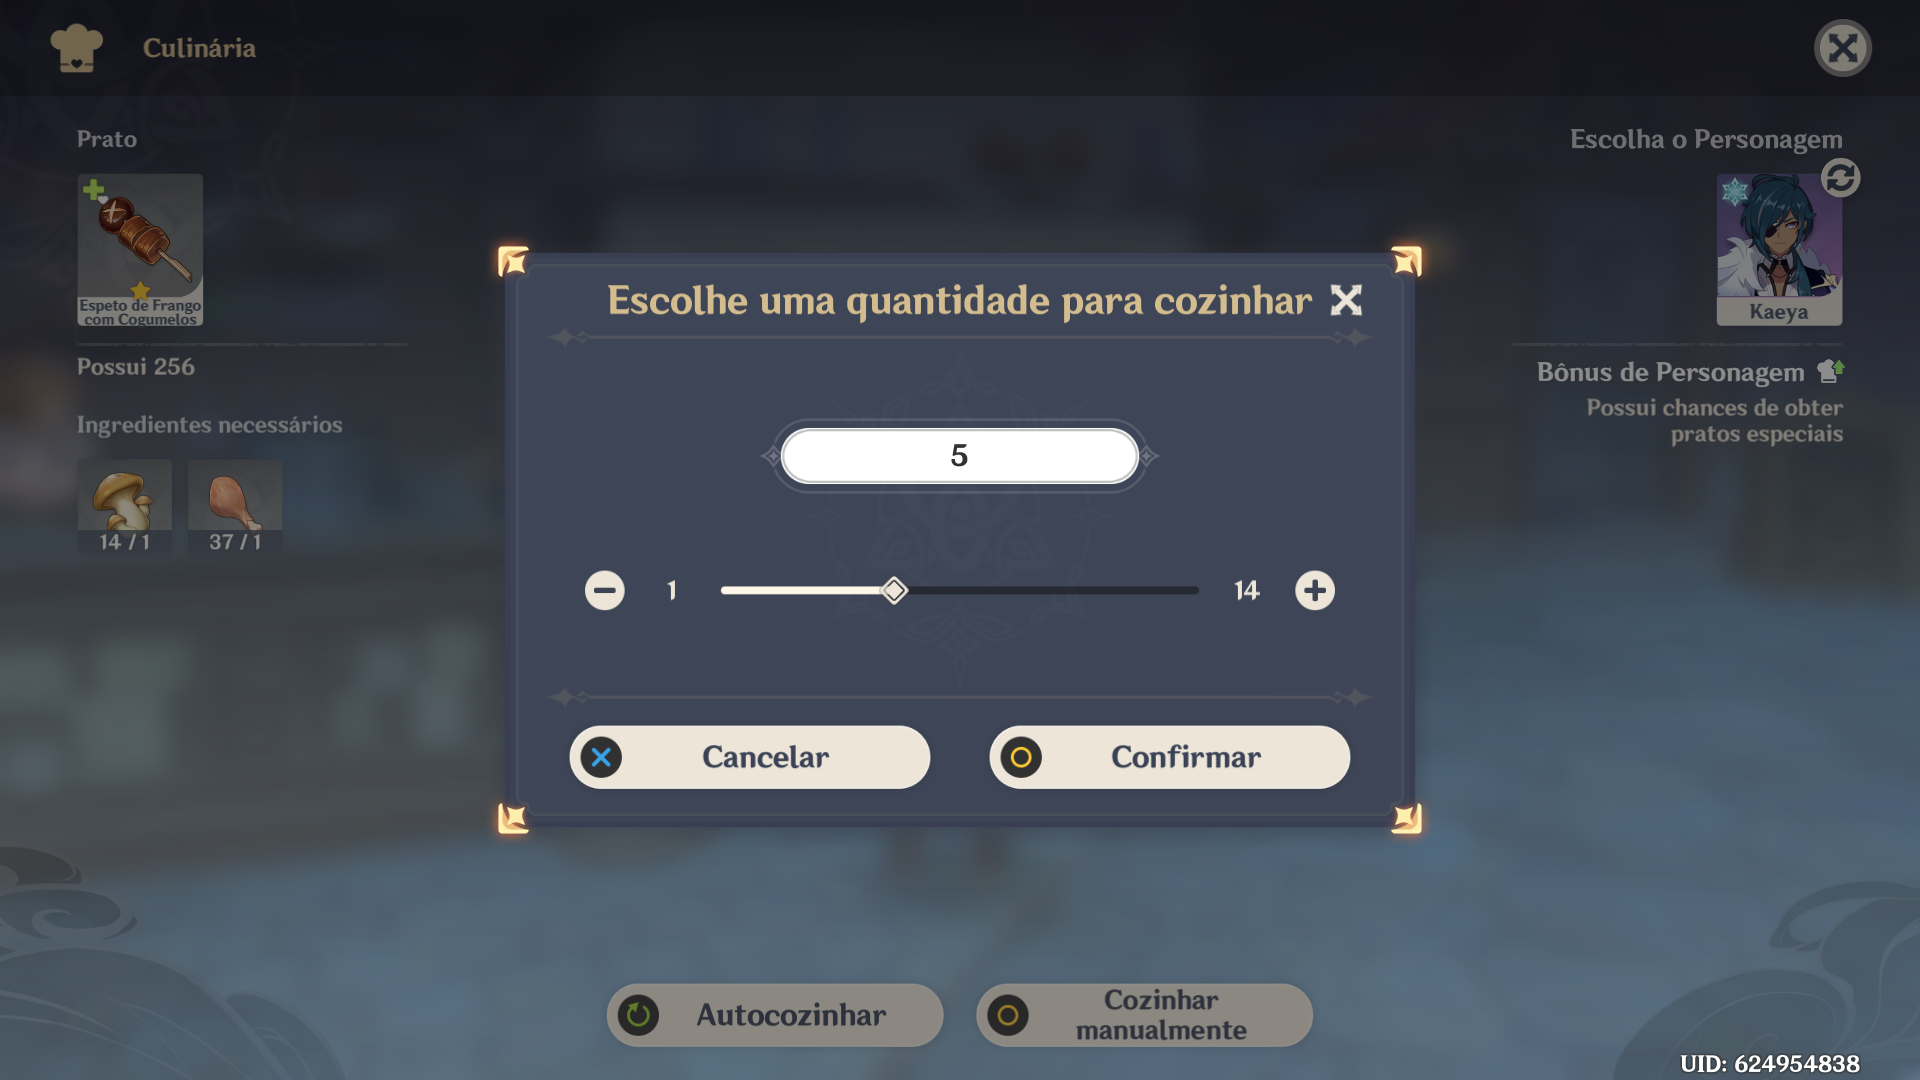 Culinária
Prato
Espeto de Frango
com Cogumelos
Possui 256
Ingredientes necessários
14 / 1
37 / 1
Escolhe uma quantidade para cozinhar
5
1
14
Cancelar
Confirmar
Escolha o Personagem
Kaeya
Bônus de Personagem
Possui chances de obter
pratos especiais
Autocozinhar
Cozinhar
manualmente
UID: 624954838